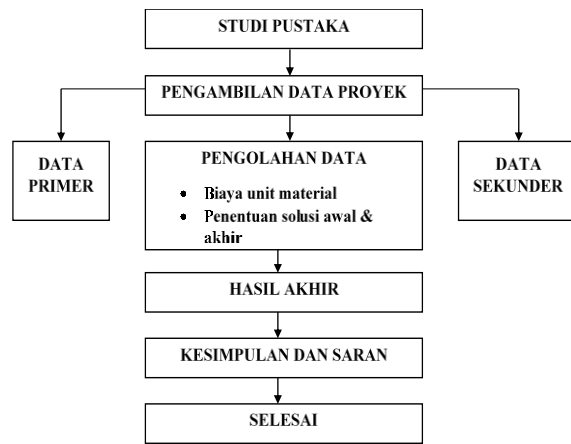 STUDI PUSTAKA
PENGAMBILAN DATA PROYEK
DATA
PRIMER
PENGOLAHAN DATA
• Biaya unit material
• Penentuan solusi awal &
akhir
DATA
SEKUNDER
HASIL AKHIR
KESIMPULAN DAN SARAN
SELESAI